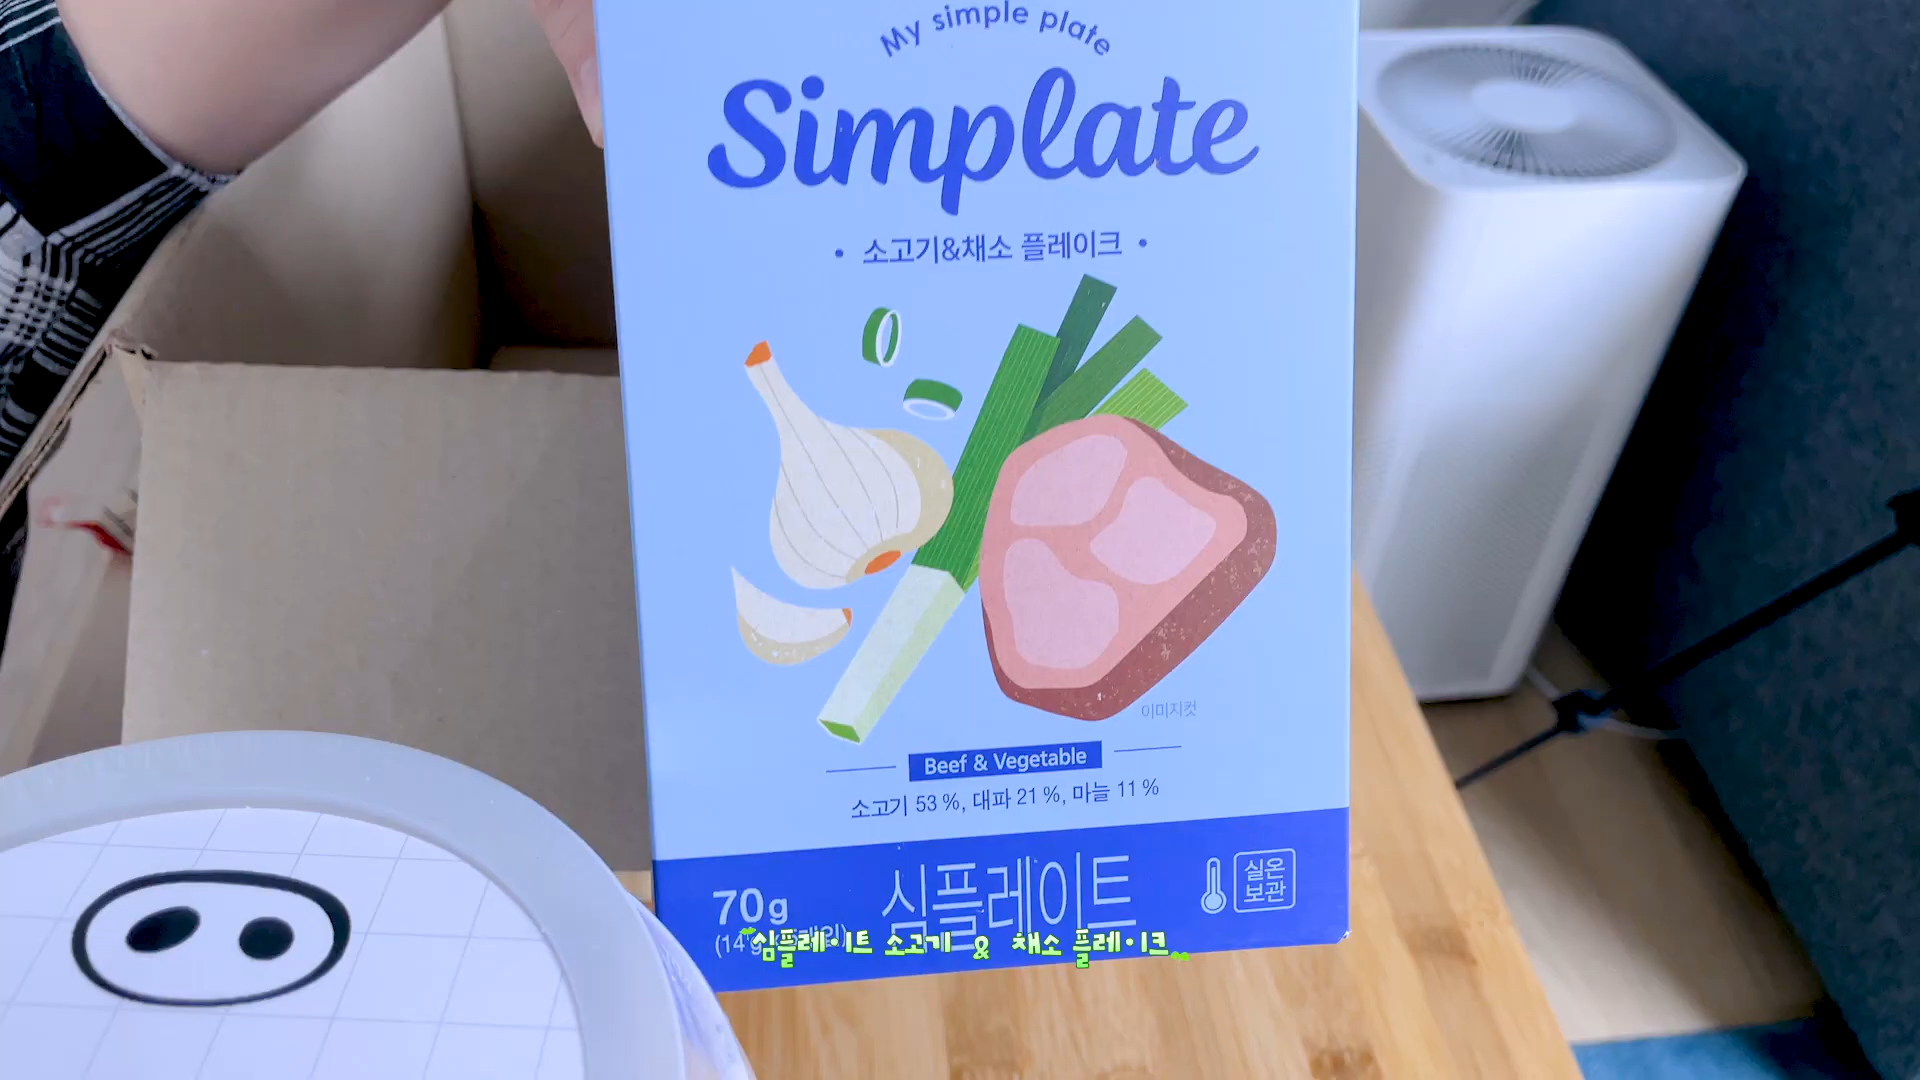 My simple plate
Simplate
• 소고기&채소 플레이크 •
이미지컷
Beef & Vegetable
소고기 53 %, 대파 21 %, 마늘 11 %
70g
심플레이트
실온
보관
(14g
"심플레이트 소고기 & 채소 플레이크"